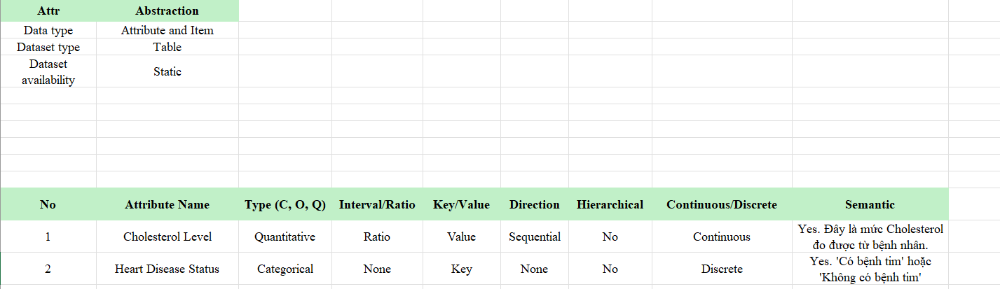 Attr Abstraction
Data type Attribute and Item
Dataset type Table
Dataset
availability Static
No Attribute Name Type (C, O, Q) Interval/Ratio Key/Value Direction Hierarchical Continuous/Discrete Semantic
1 Cholesterol Level Quantitative Ratio Value Sequential No Continuous Yes. Đây là mức Cholesterol
đo được từ bệnh nhân.
2 Heart Disease Status Categorical None Key None No Discrete Yes. 'Có bệnh tim' hoặc
'Không có bệnh tim'